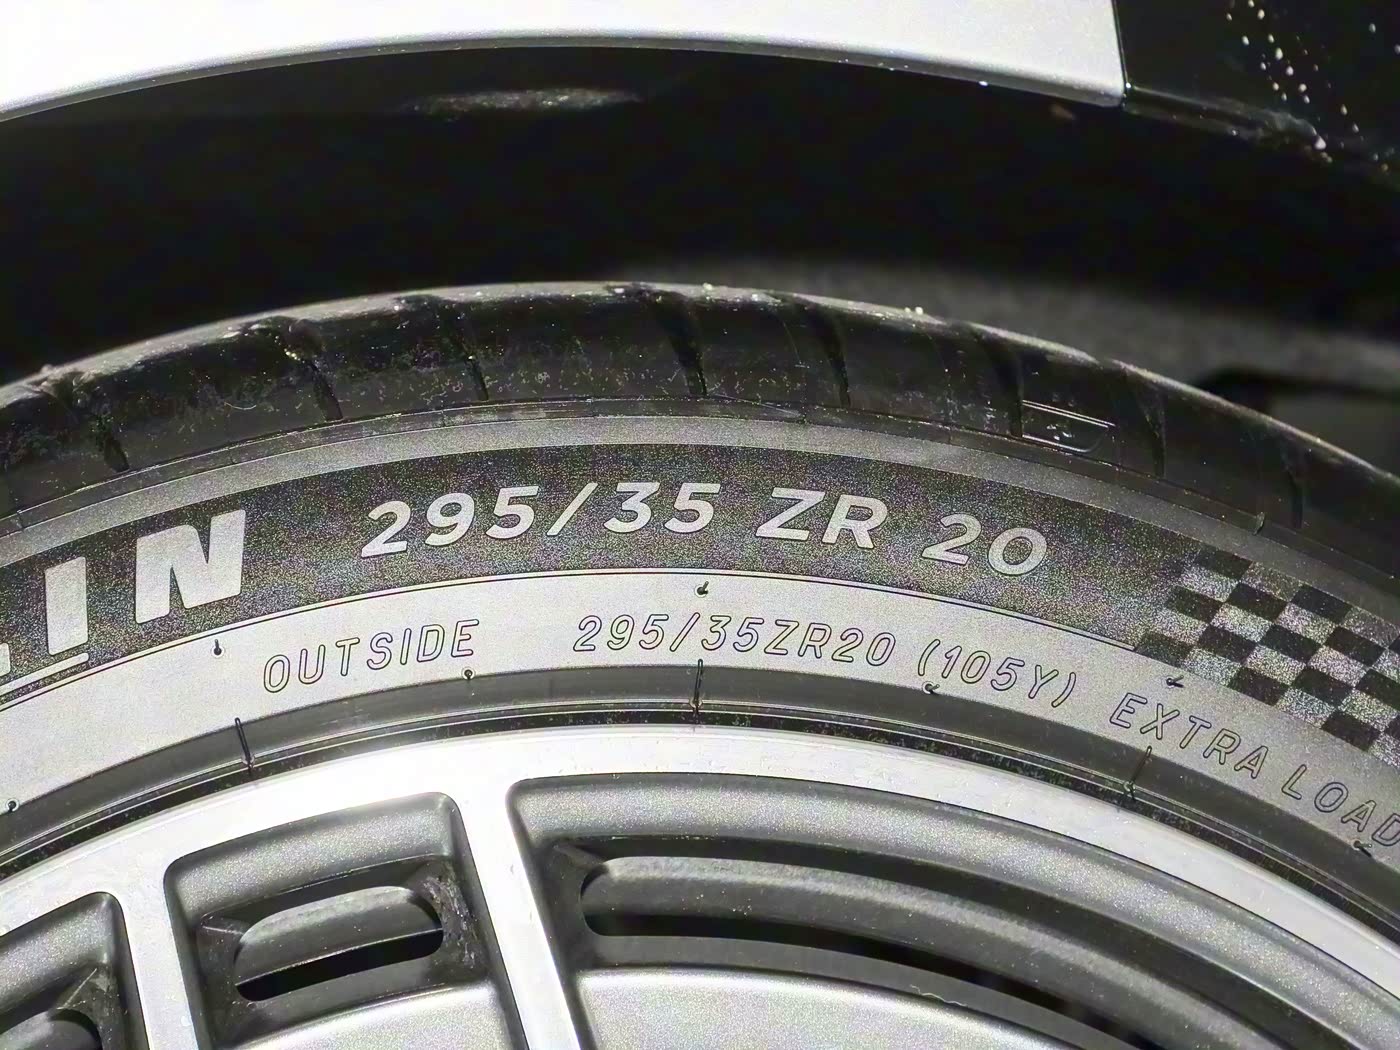 LIN 295/35 ZR 20
OUTSIDE 295/35ZR20 (105Y) EXTRA LOAD